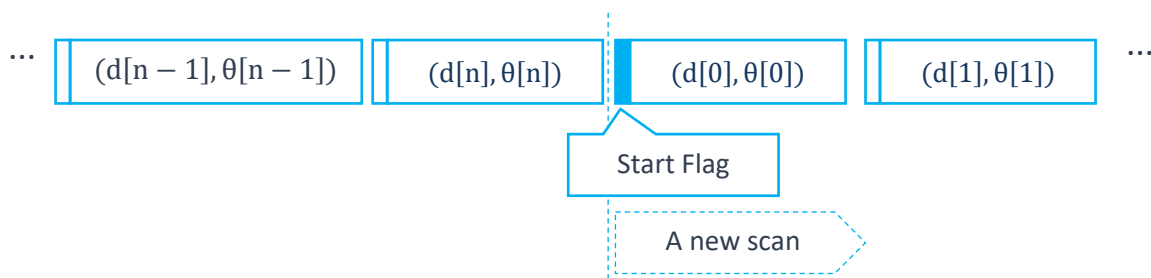 ... (d[n − 1], θ[n − 1]) (d[n], θ[n]) (d[0], θ[0]) (d[1], θ[1]) ...
Start Flag
A new scan